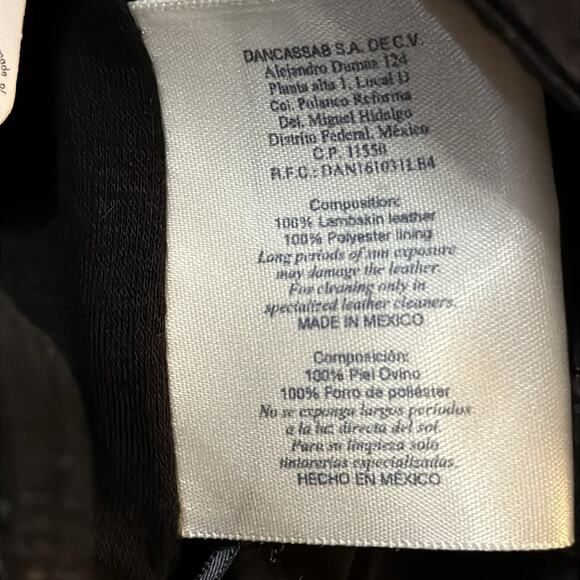 made of
DANCASSAB S.A. DE C.V.
Alejandro Dumas 124
Planta alta 1, Local D
Col. Polanco Reforma
Del. Miguel Hidalgo
Distrito Federal, México
C.P. 11550
R.F.C.: DAN161031LB4
Composition:
100% Lambskin leather
100% Polyester lining
Long periods of sun exposure
may damage the leather.
For cleaning only in
specialized leather cleaners.
MADE IN MEXICO
Composición:
100% Piel Ovino
100% Forro de poliéster
No se exponga largos periodos
a la luz directa del sol.
Para su limpieza solo
tintorerías especializadas.
HECHO EN MÉXICO